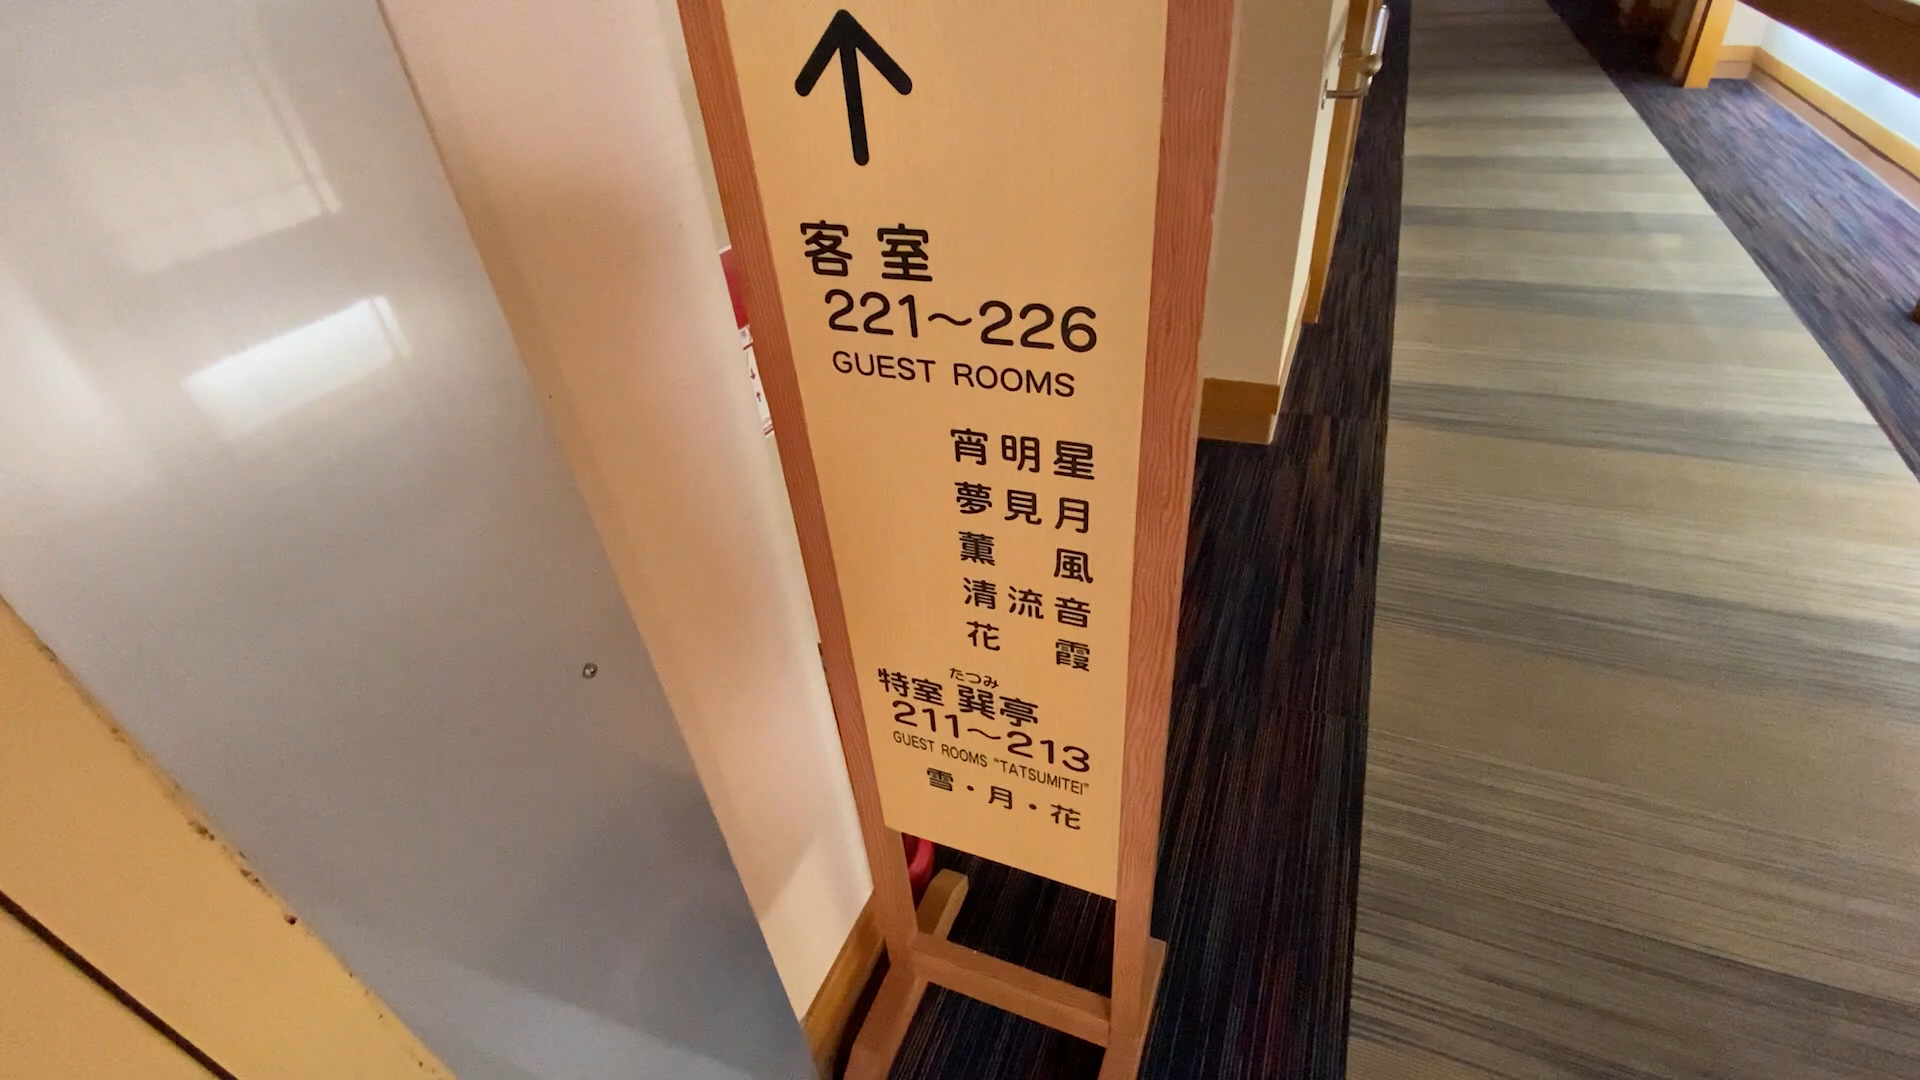 客室
221～226
GUEST ROOMS
宵明星
夢見月
薫風
清流音
花霞
たつみ
特室 巽亭
211～213
GUEST ROOMS "TATSUMITEI"
雪・月・花